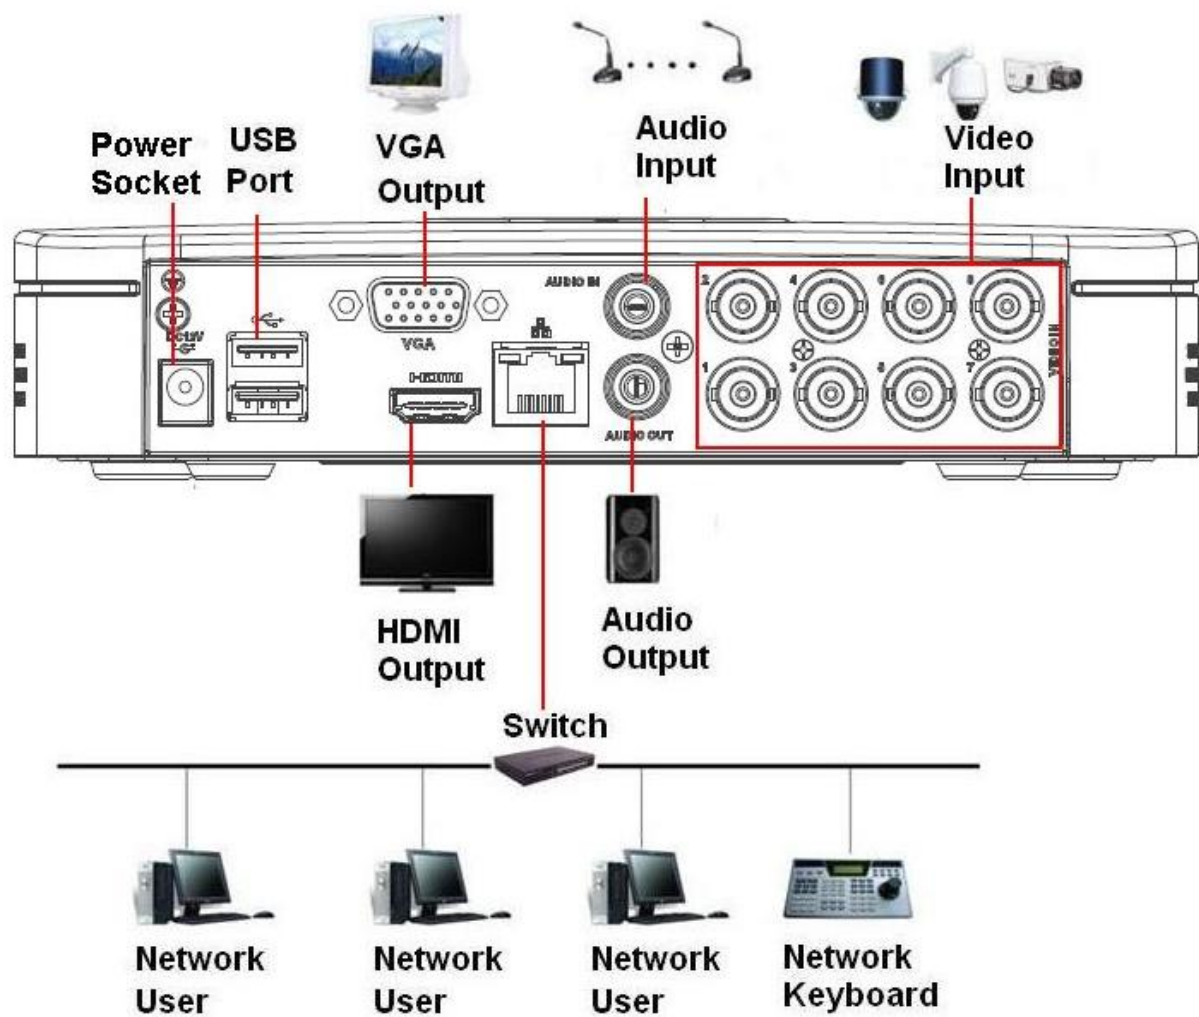 Power
Socket
USB
Port
VGA
Output
Audio
Input
Video
Input
AUDIO IN
2
4
6
8
DC12V
VGA
HDMI
1
3
5
7
VIDEO IN
AUDIO OUT
HDMI
Output
Audio
Output
Switch
Network
User
Network
User
Network
User
Network
Keyboard